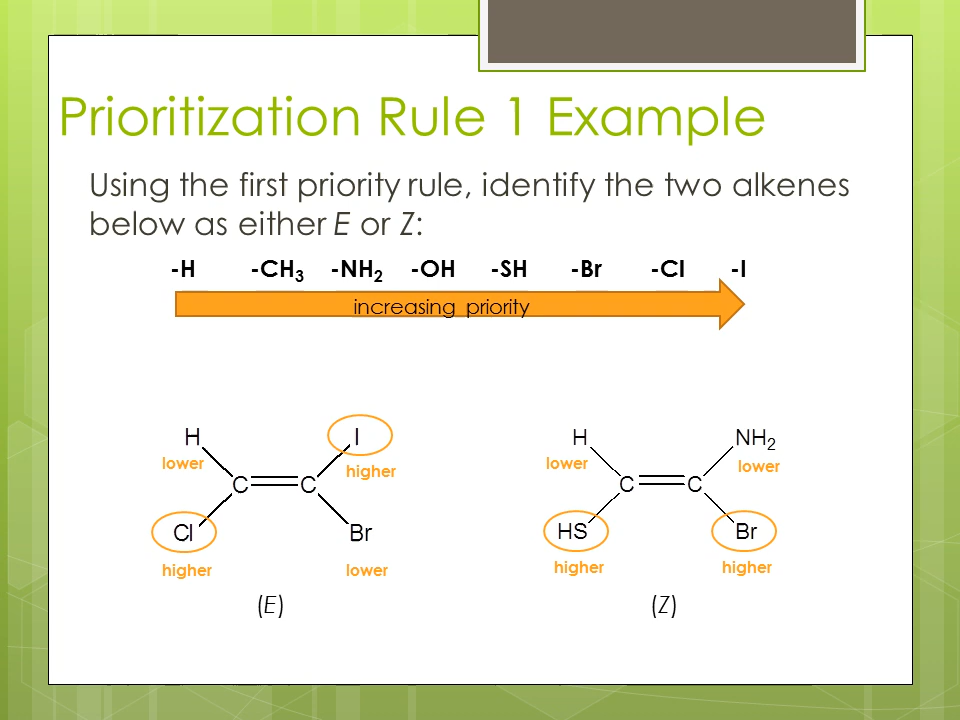 Prioritization Rule 1 Example
Using the first priority rule, identify the two alkenes
below as either E or Z:
-H -CH₃ -NH₂ -OH -SH -Br -Cl -I
increasing priority
H I H NH₂
lower higher lower lower
C C C C
Cl Br HS Br
higher lower higher higher
(E) (Z)